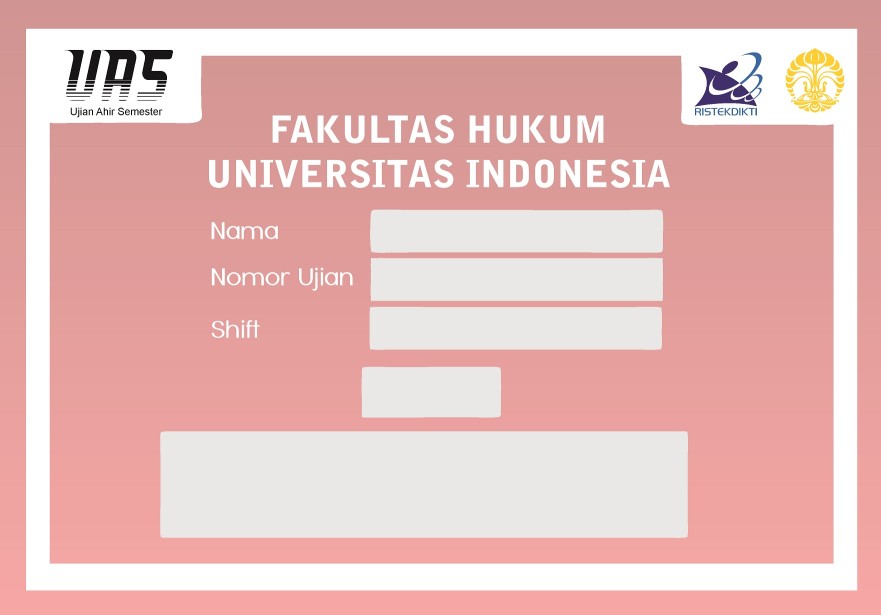 UAS
Ujian Ahir Semester
RISTEKDIKTI
FAKULTAS HUKUM
UNIVERSITAS INDONESIA
Nama
Nomor Ujian
Shift